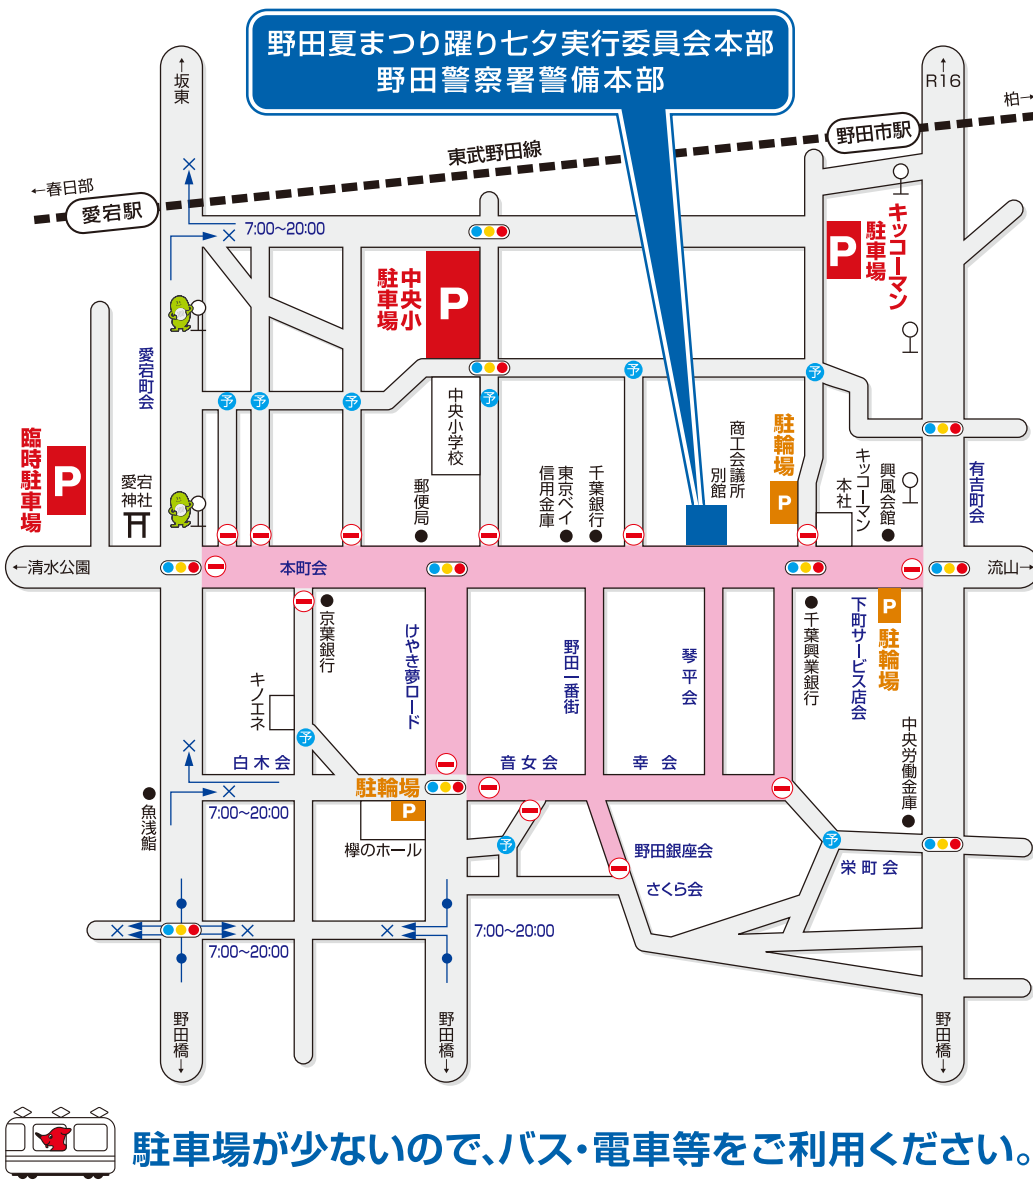 野田夏まつり躍り七夕実行委員会本部
野田警察署警備本部
↑坂東
↑R16
柏→
野田市駅
東武野田線
←春日部
愛宕駅
7:00〜20:00
キッコーマン
駐車場
P
中央小
駐車場
P
愛宕町会
予
予
予
予
予
予
中央小学校
商工会議所
別館
駐輪場
P
キッコーマン
本社
興風会館
有吉町会
臨時駐車場
P
愛宕
神社
郵便局
東京ベイ
信用金庫
千葉銀行
←清水公園
本町会
流山→
京葉銀行
けやき夢ロード
野田一番街
琴平会
千葉興業銀行
下町サービス店会
P
駐輪場
キノエネ
予
白木会
音女会
幸会
中央労働金庫
駐輪場
P
7:00〜20:00
魚浅鮨
欅のホール
予
野田銀座会
予
栄町会
さくら会
7:00〜20:00
7:00〜20:00
野田橋↓
野田橋↓
野田橋↓
駐車場が少ないので、バス・電車等をご利用ください。